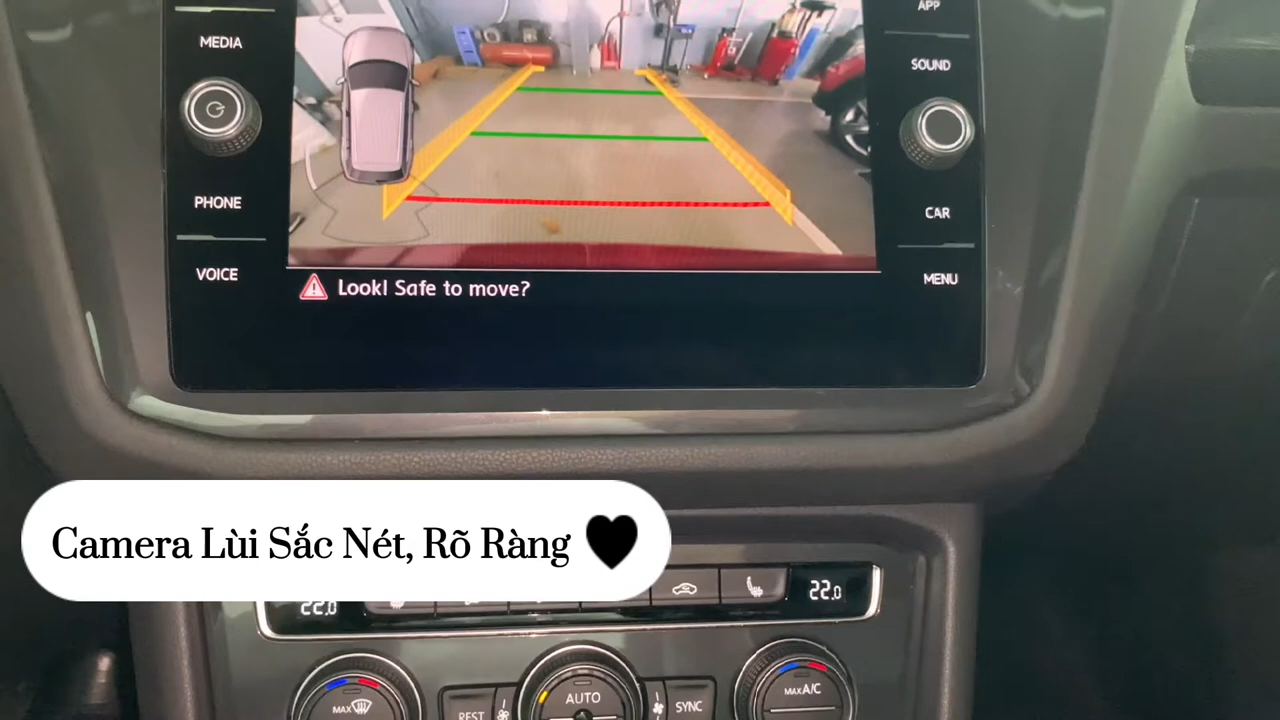 APP
MEDIA
SOUND
PHONE
CAR
VOICE
MENU
Look! Safe to move?
Camera Lùi Sắc Nét, Rõ Ràng 🖤
22.0
22.0
MAX
REST
AUTO
SYNC
MAX A/C